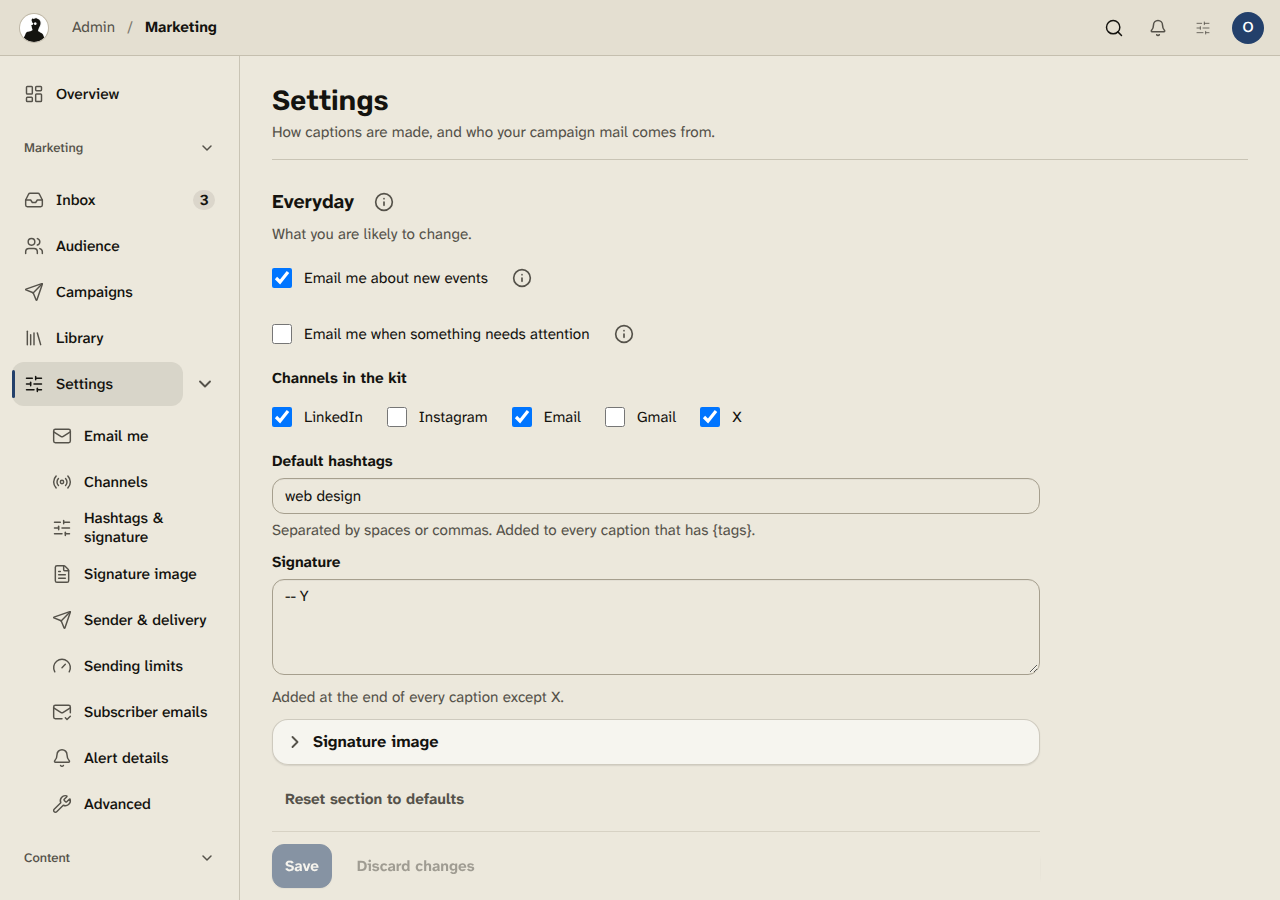 Admin / Marketing
O
Overview
Marketing
Inbox 3
Audience
Campaigns
Library
Settings
Email me
Channels
Hashtags &
signature
Signature image
Sender & delivery
Sending limits
Subscriber emails
Alert details
Advanced
Content
Settings
How captions are made, and who your campaign mail comes from.
Everyday
What you are likely to change.
Email me about new events
Email me when something needs attention
Channels in the kit
LinkedIn Instagram Email Gmail X
Default hashtags
web design
Separated by spaces or commas. Added to every caption that has {tags}.
Signature
-- Y
Added at the end of every caption except X.
Signature image
Reset section to defaults
Save Discard changes